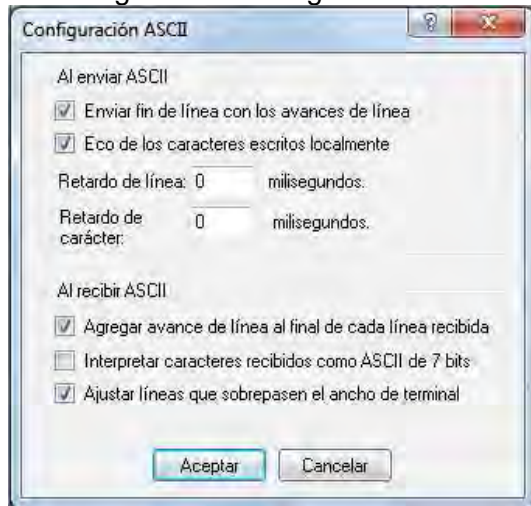 Configuración ASCII
Al enviar ASCII
Enviar fin de línea con los avances de línea
Eco de los caracteres escritos localmente
Retardo de línea: 0 milisegundos.
Retardo de carácter: 0 milisegundos.
Al recibir ASCII
Agregar avance de línea al final de cada línea recibida
Interpretar caracteres recibidos como ASCII de 7 bits
Ajustar líneas que sobrepasen el ancho de terminal
Aceptar Cancelar